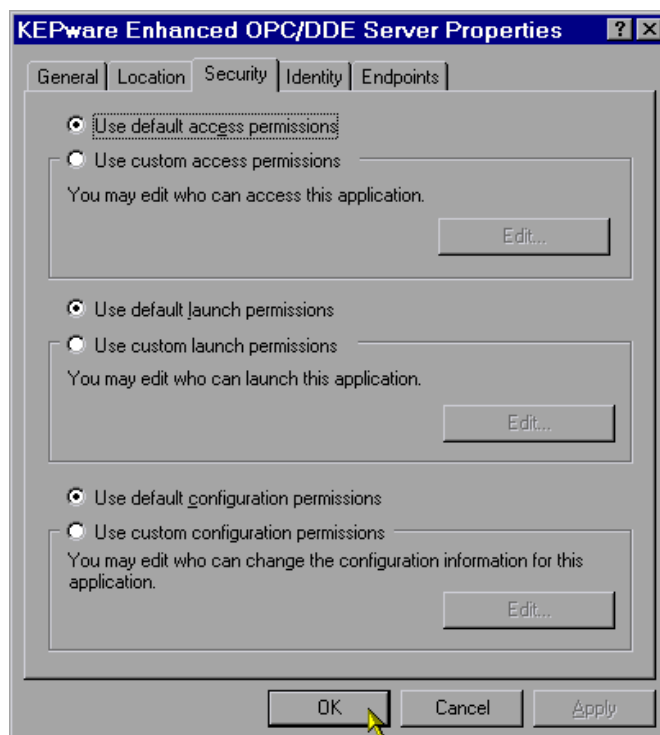 KEPware Enhanced OPC/DDE Server Properties ? X
General Location Security Identity Endpoints
Use default access permissions
Use custom access permissions
You may edit who can access this application.
Edit...
Use default launch permissions
Use custom launch permissions
You may edit who can launch this application.
Edit...
Use default configuration permissions
Use custom configuration permissions
You may edit who can change the configuration information for this
application.
Edit...
OK Cancel Apply